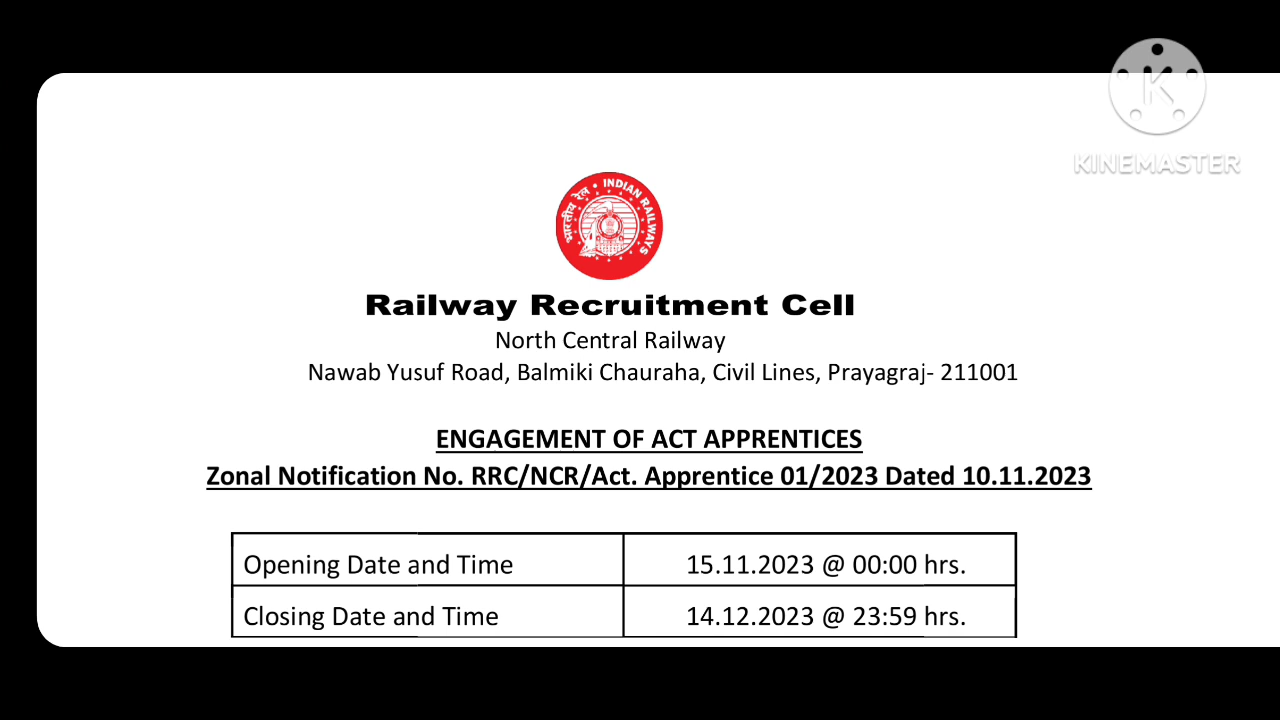 KINEMASTER
भारतीय रेल • INDIAN RAILWAYS
Railway Recruitment Cell
North Central Railway
Nawab Yusuf Road, Balmiki Chauraha, Civil Lines, Prayagraj- 211001
ENGAGEMENT OF ACT APPRENTICES
Zonal Notification No. RRC/NCR/Act. Apprentice 01/2023 Dated 10.11.2023
Opening Date and Time 15.11.2023 @ 00:00 hrs.
Closing Date and Time 14.12.2023 @ 23:59 hrs.